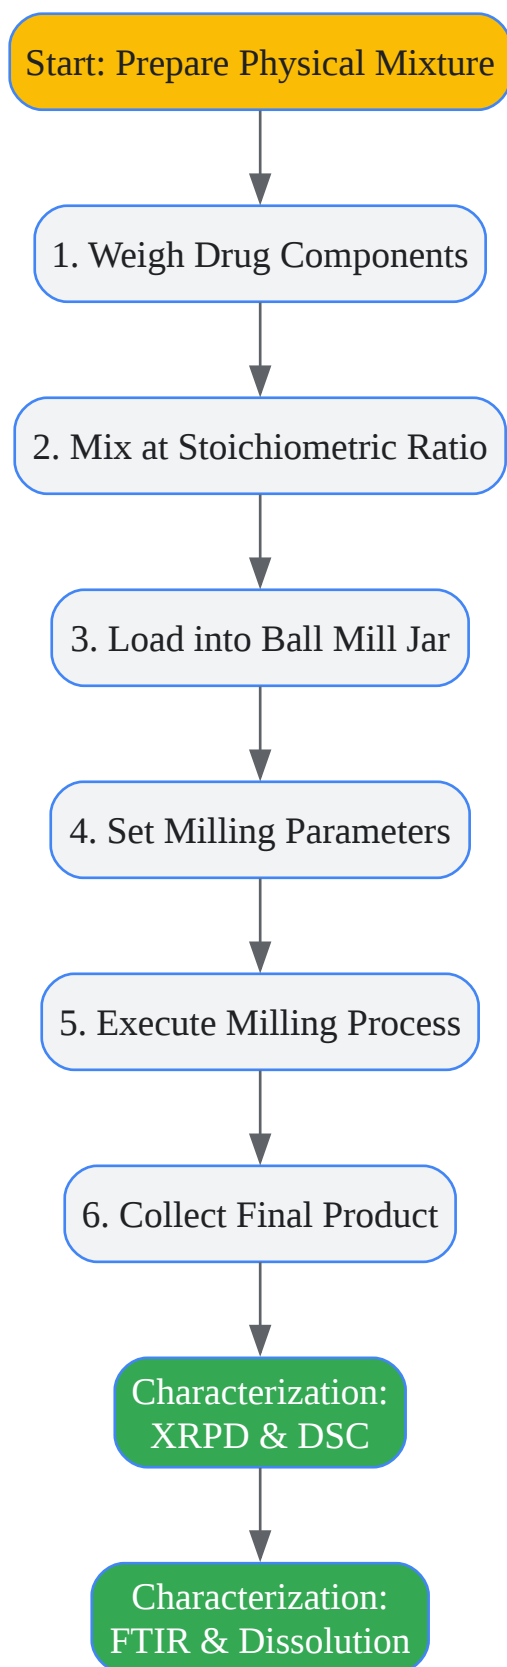 Start: Prepare Physical Mixture
1. Weigh Drug Components
2. Mix at Stoichiometric Ratio
3. Load into Ball Mill Jar
4. Set Milling Parameters
5. Execute Milling Process
6. Collect Final Product
Characterization:
XRPD & DSC
Characterization:
FTIR & Dissolution